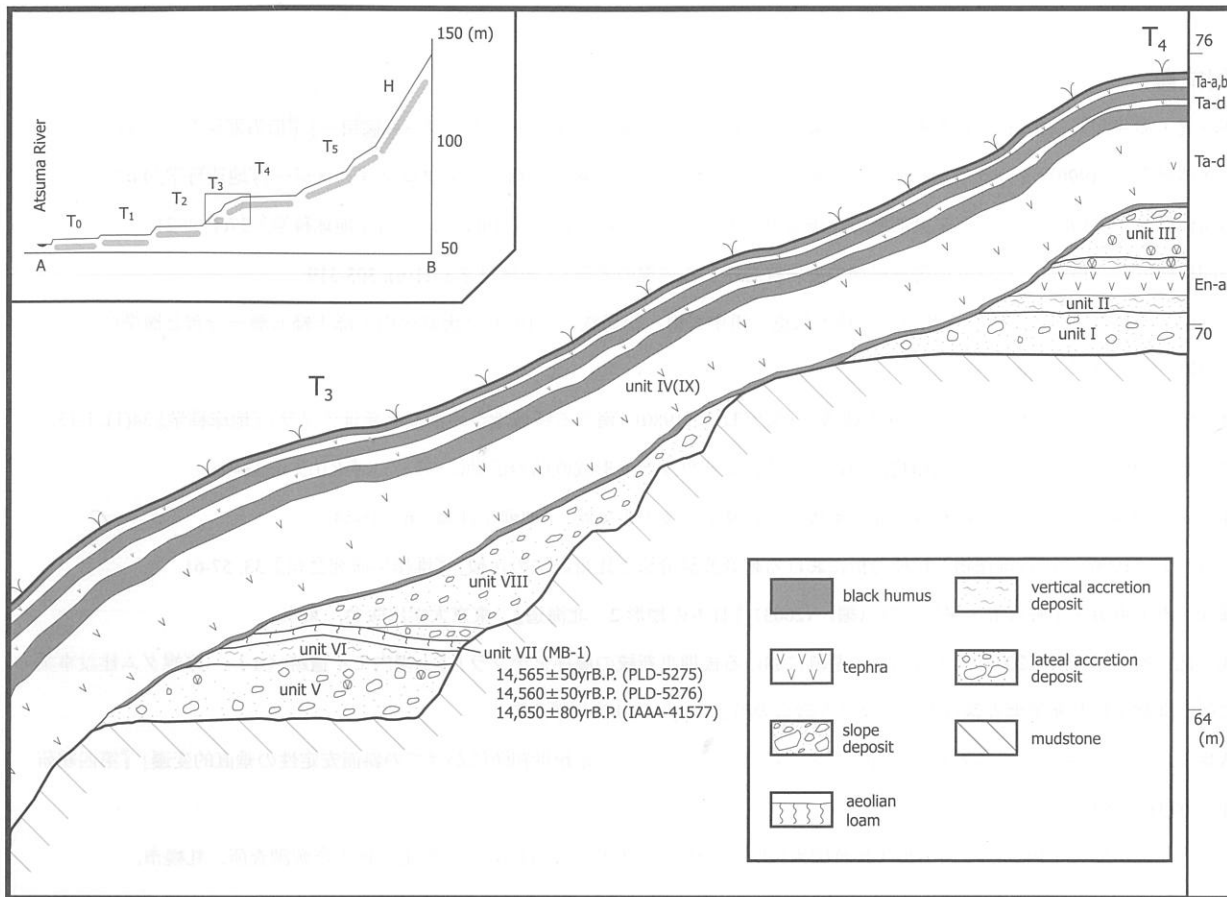 150 (m)
H
100
Atsuma River
T5
T4
T3
T2
T1
T0
50
A
B
T4
76
Ta-a,b
Ta-d
Ta-d
unit III
En-a
unit II
unit I
70
T3
unit IV(IX)
unit VIII
unit VI
unit VII (MB-1)
14,565±50yrB.P. (PLD-5275)
14,560±50yrB.P. (PLD-5276)
14,650±80yrB.P. (IAAA-41577)
unit V
64
(m)
black humus
vertical accretion
deposit
tephra
lateal accretion
deposit
slope
deposit
mudstone
aeolian
loam